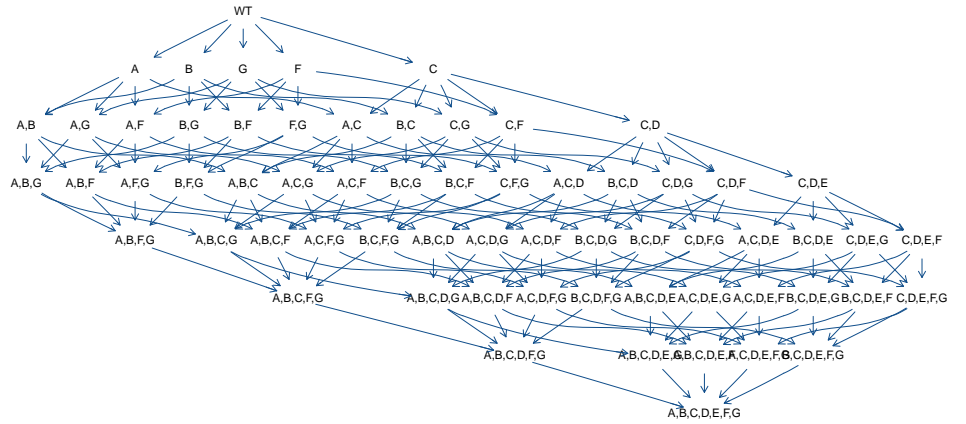 WT
A B G F C
A,B A,G A,F B,G B,F F,G A,C B,C C,G C,F C,D
A,B,G A,B,F A,F,G B,F,G A,B,C A,C,G A,C,F B,C,G B,C,F C,F,G A,C,D B,C,D C,D,G C,D,F C,D,E
A,B,F,G A,B,C,G A,B,C,F A,C,F,G B,C,F,G A,B,C,D A,C,D,G A,C,D,F B,C,D,G B,C,D,F C,D,F,G A,C,D,E B,C,D,E C,D,E,G C,D,E,F
A,B,C,F,G A,B,C,D,G A,B,C,D,F A,C,D,F,G B,C,D,F,G A,B,C,D,E A,C,D,E,G A,C,D,E,F B,C,D,E,G B,C,D,E,F C,D,E,F,G
A,B,C,D,F,G A,B,C,D,E,G A,B,C,D,E,F A,C,D,E,F,G B,C,D,E,F,G
A,B,C,D,E,F,G